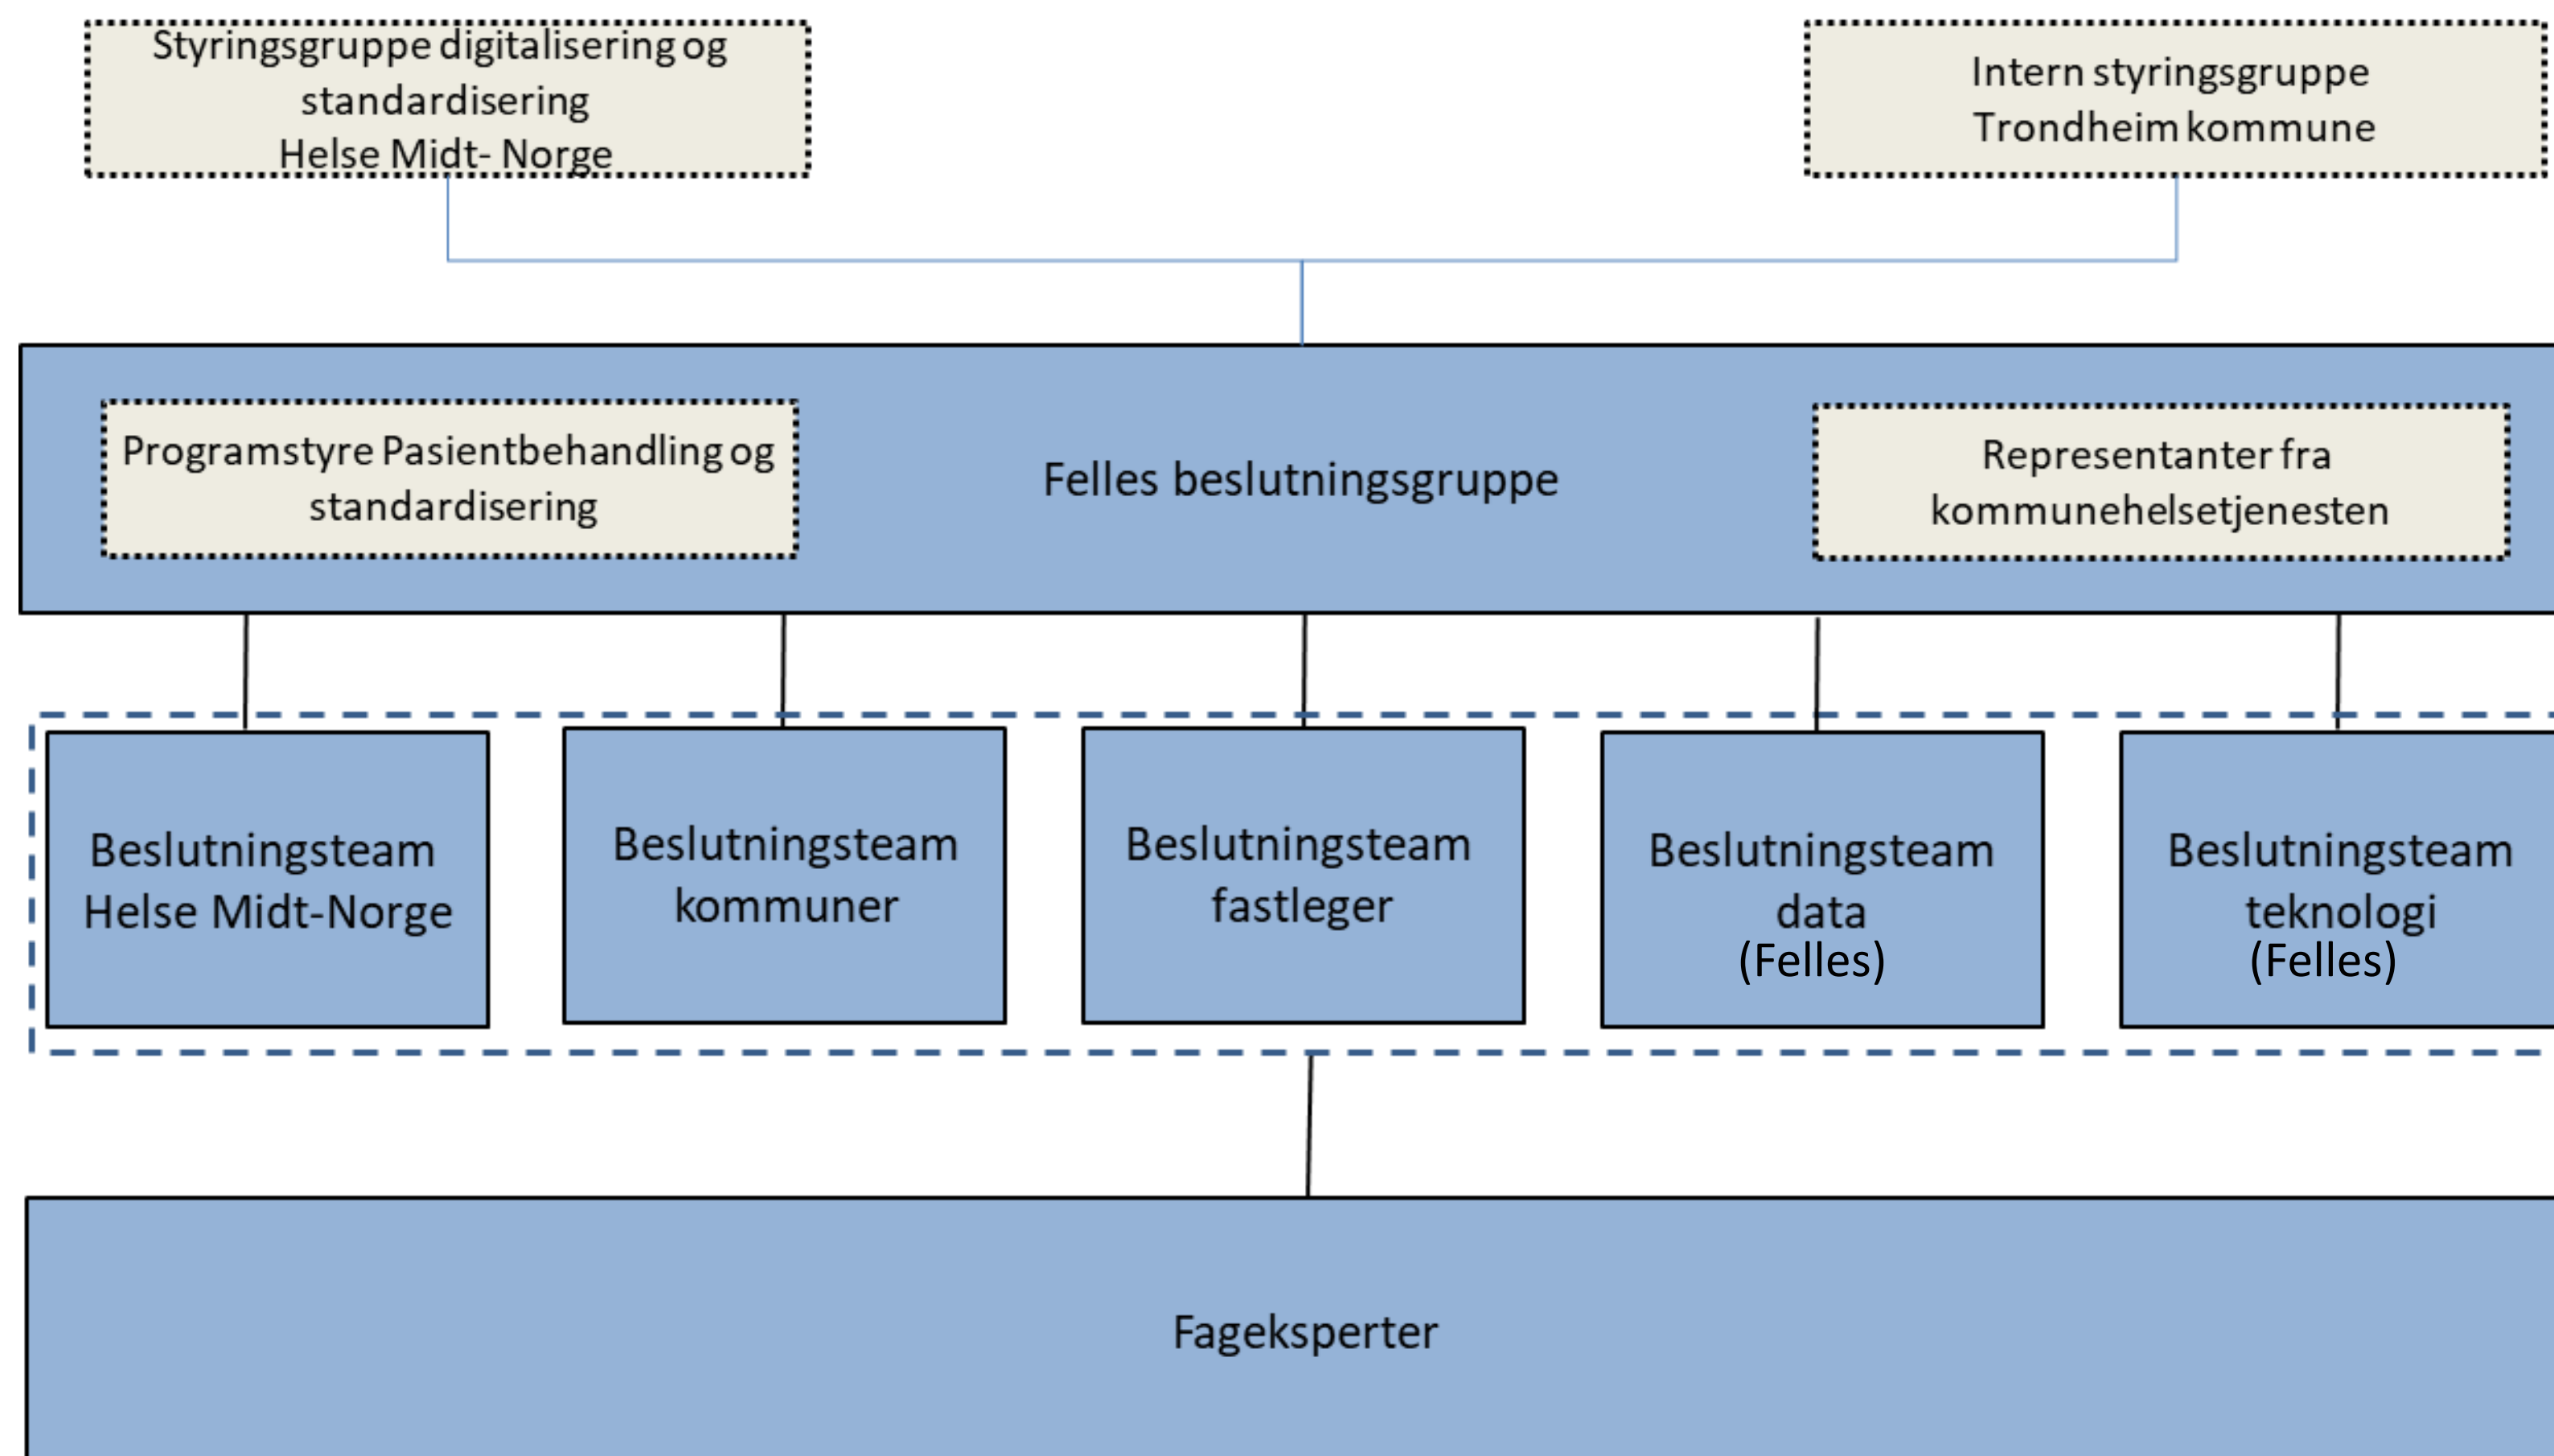 Styringsgruppe digitalisering og
standardisering
Helse Midt- Norge
Intern styringsgruppe
Trondheim kommune
Programstyre Pasientbehandling og
standardisering
Felles beslutningsgruppe
Representanter fra
kommunehelsetjenesten
Beslutningsteam
Helse Midt-Norge
Beslutningsteam
kommuner
Beslutningsteam
fastleger
Beslutningsteam
data
(Felles)
Beslutningsteam
teknologi
(Felles)
Fageksperter